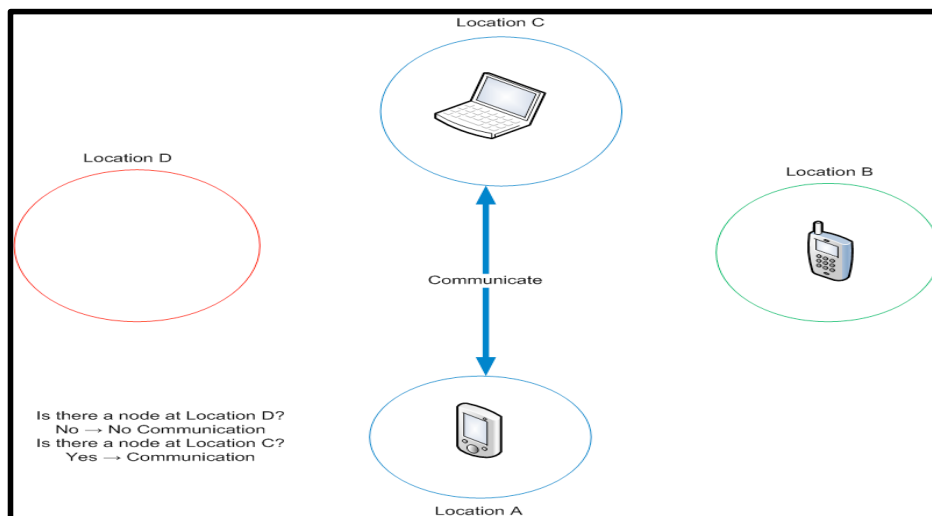 Location C
Location D
Location B
Communicate
Is there a node at Location D?
No → No Communication
Is there a node at Location C?
Yes → Communication
Location A